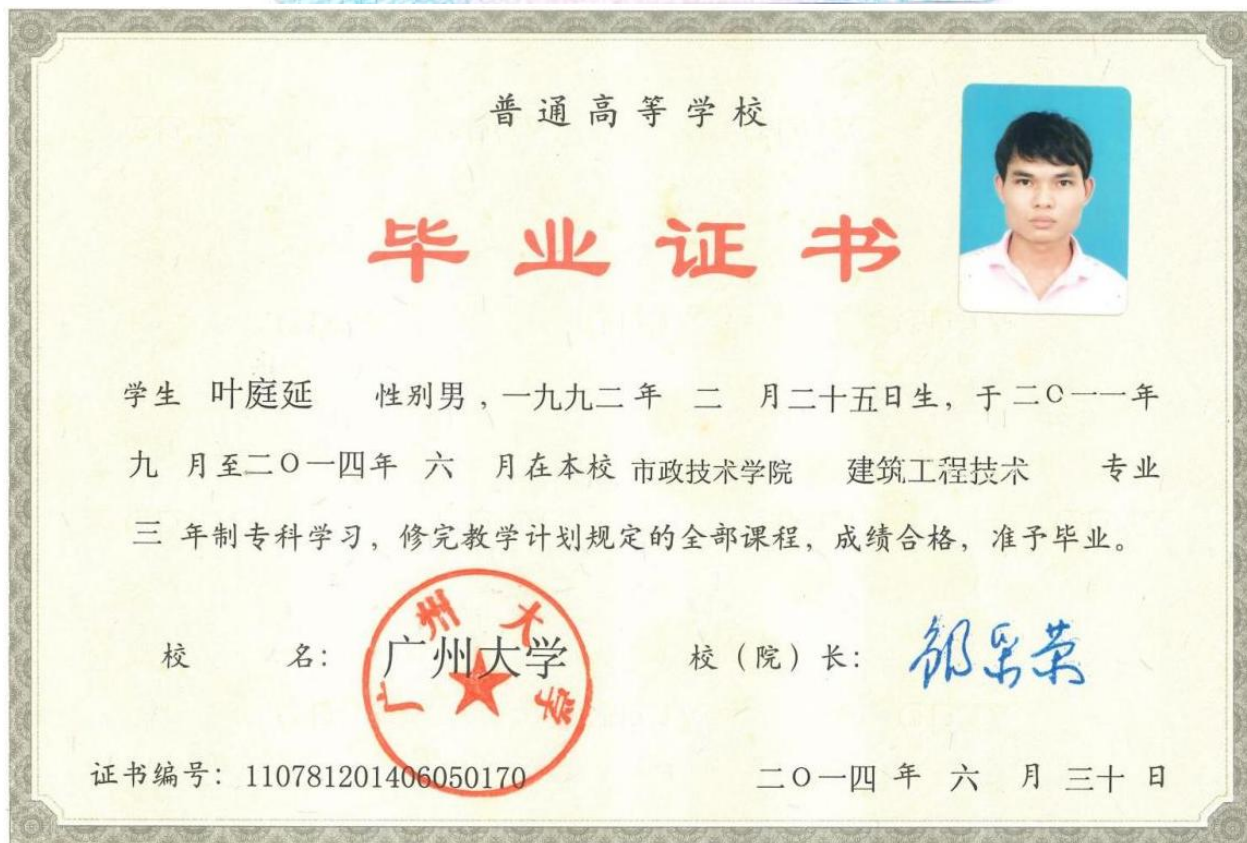 普通高等学校
毕业证书
学生 叶庭延 性别男，一九九二年 二 月二十五日生，于二〇一一年
九 月至二〇一四年 六 月在本校 市政技术学院 建筑工程技术 专业
三 年制专科学习，修完教学计划规定的全部课程，成绩合格，准予毕业。
校 名： 广州大学 校（院）长：
广州大学
证书编号：110781201406050170 二〇一四 年 六 月 三十 日